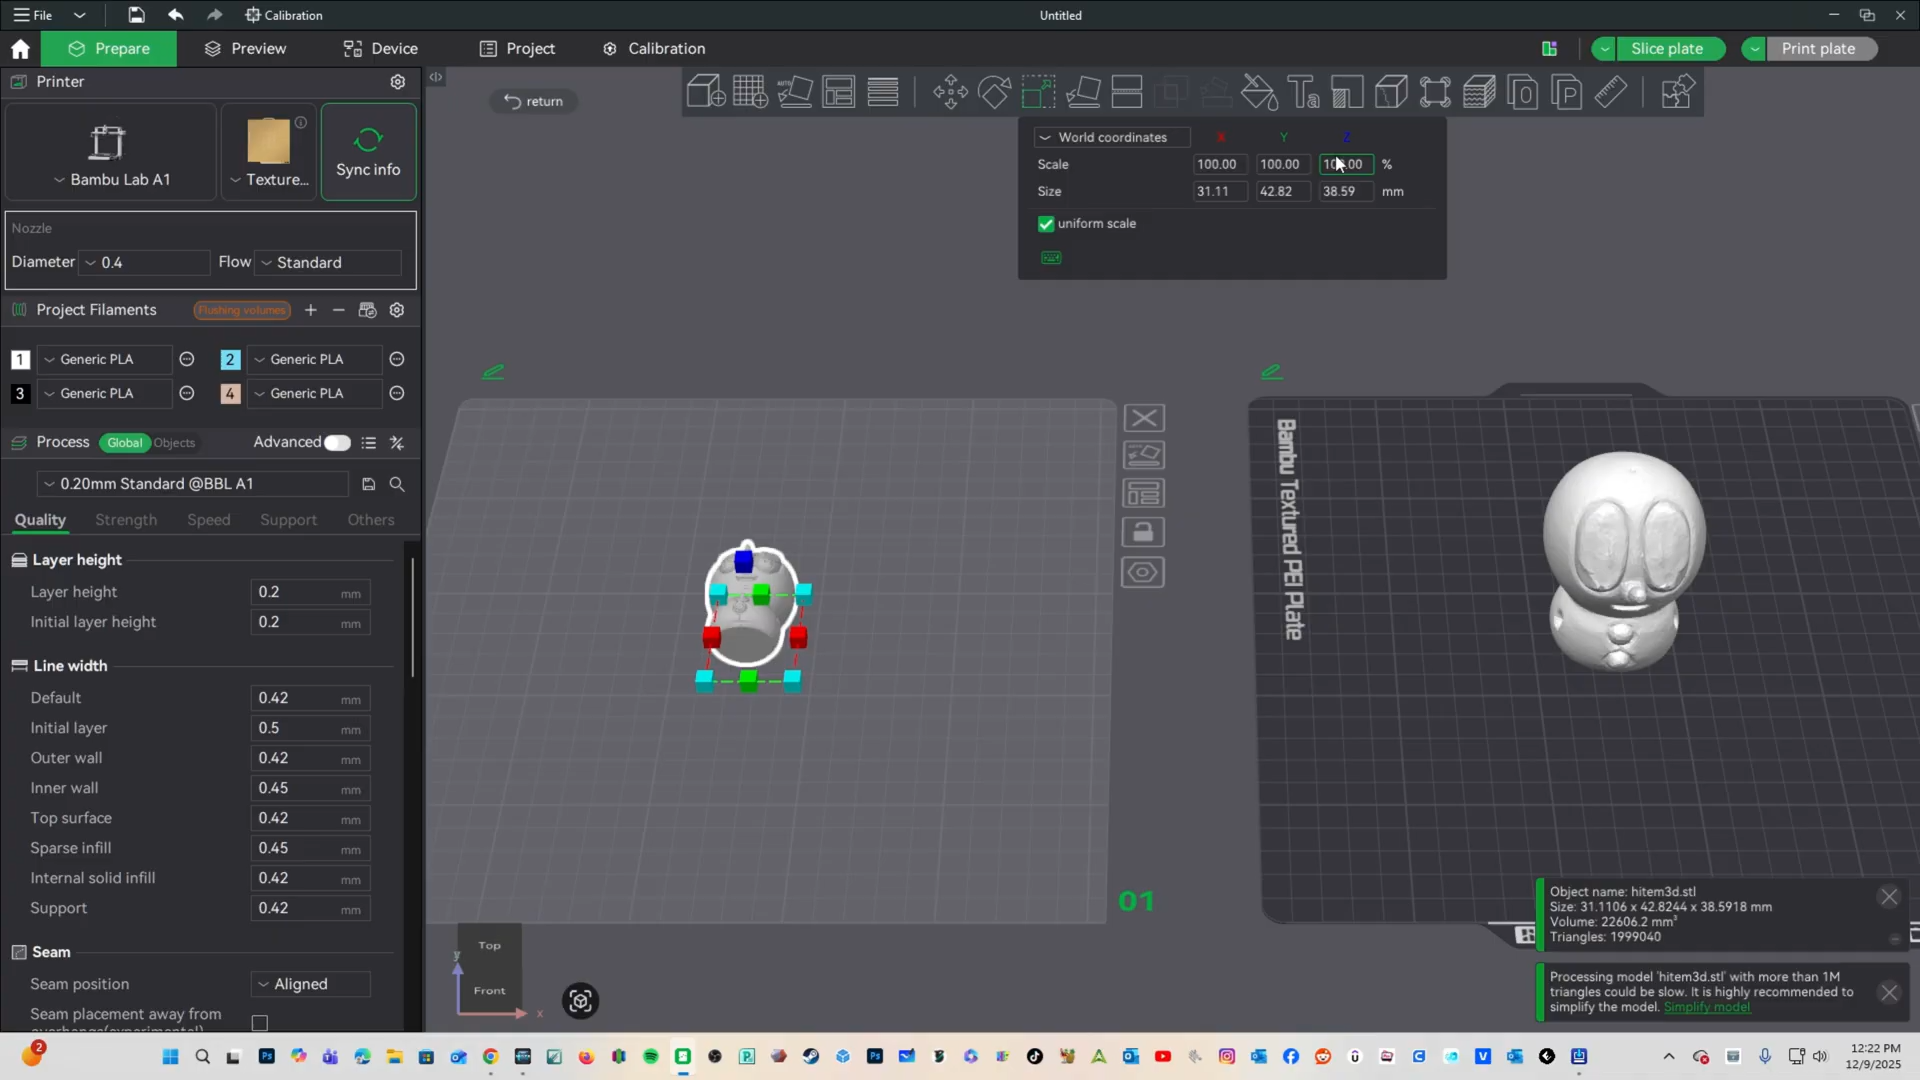 File
Calibration
Untitled
Prepare
Preview
Device
Project
Calibration
Slice plate
Print plate
Printer
return
Bambu Lab A1
Texture...
Sync info
World coordinates X Y Z
Scale 100.00 100.00 %
Size 31.11 42.82 38.59 mm
uniform scale
Nozzle
Diameter 0.4 Flow Standard
Project Filaments Flushing volumes
1 Generic PLA 2 Generic PLA
3 Generic PLA 4 Generic PLA
Process Global Objects Advanced
0.20mm Standard @BBL A1
Quality Strength Speed Support Others
Layer height
Layer height 0.2 mm
Initial layer height 0.2 mm
Line width
Default 0.42 mm
Initial layer 0.5 mm
Outer wall 0.42 mm
Inner wall 0.45 mm
Top surface 0.42 mm
Sparse infill 0.45 mm
Internal solid infill 0.42 mm
Support 0.42 mm
Seam
Seam position Aligned
Seam placement away from
overhangs(experimental)
Bambu Textured PEI Plate
01
Top
Front
y
x
Object name: hitem3d.stl
Size: 31.1106 x 42.8244 x 38.5918 mm
Volume: 22606.2 mm³
Triangles: 1999040
Processing model 'hitem3d.stl' with more than 1M
triangles could be slow. It is highly recommended to
simplify the model. Simplify model
2
12:22 PM
12/9/2025